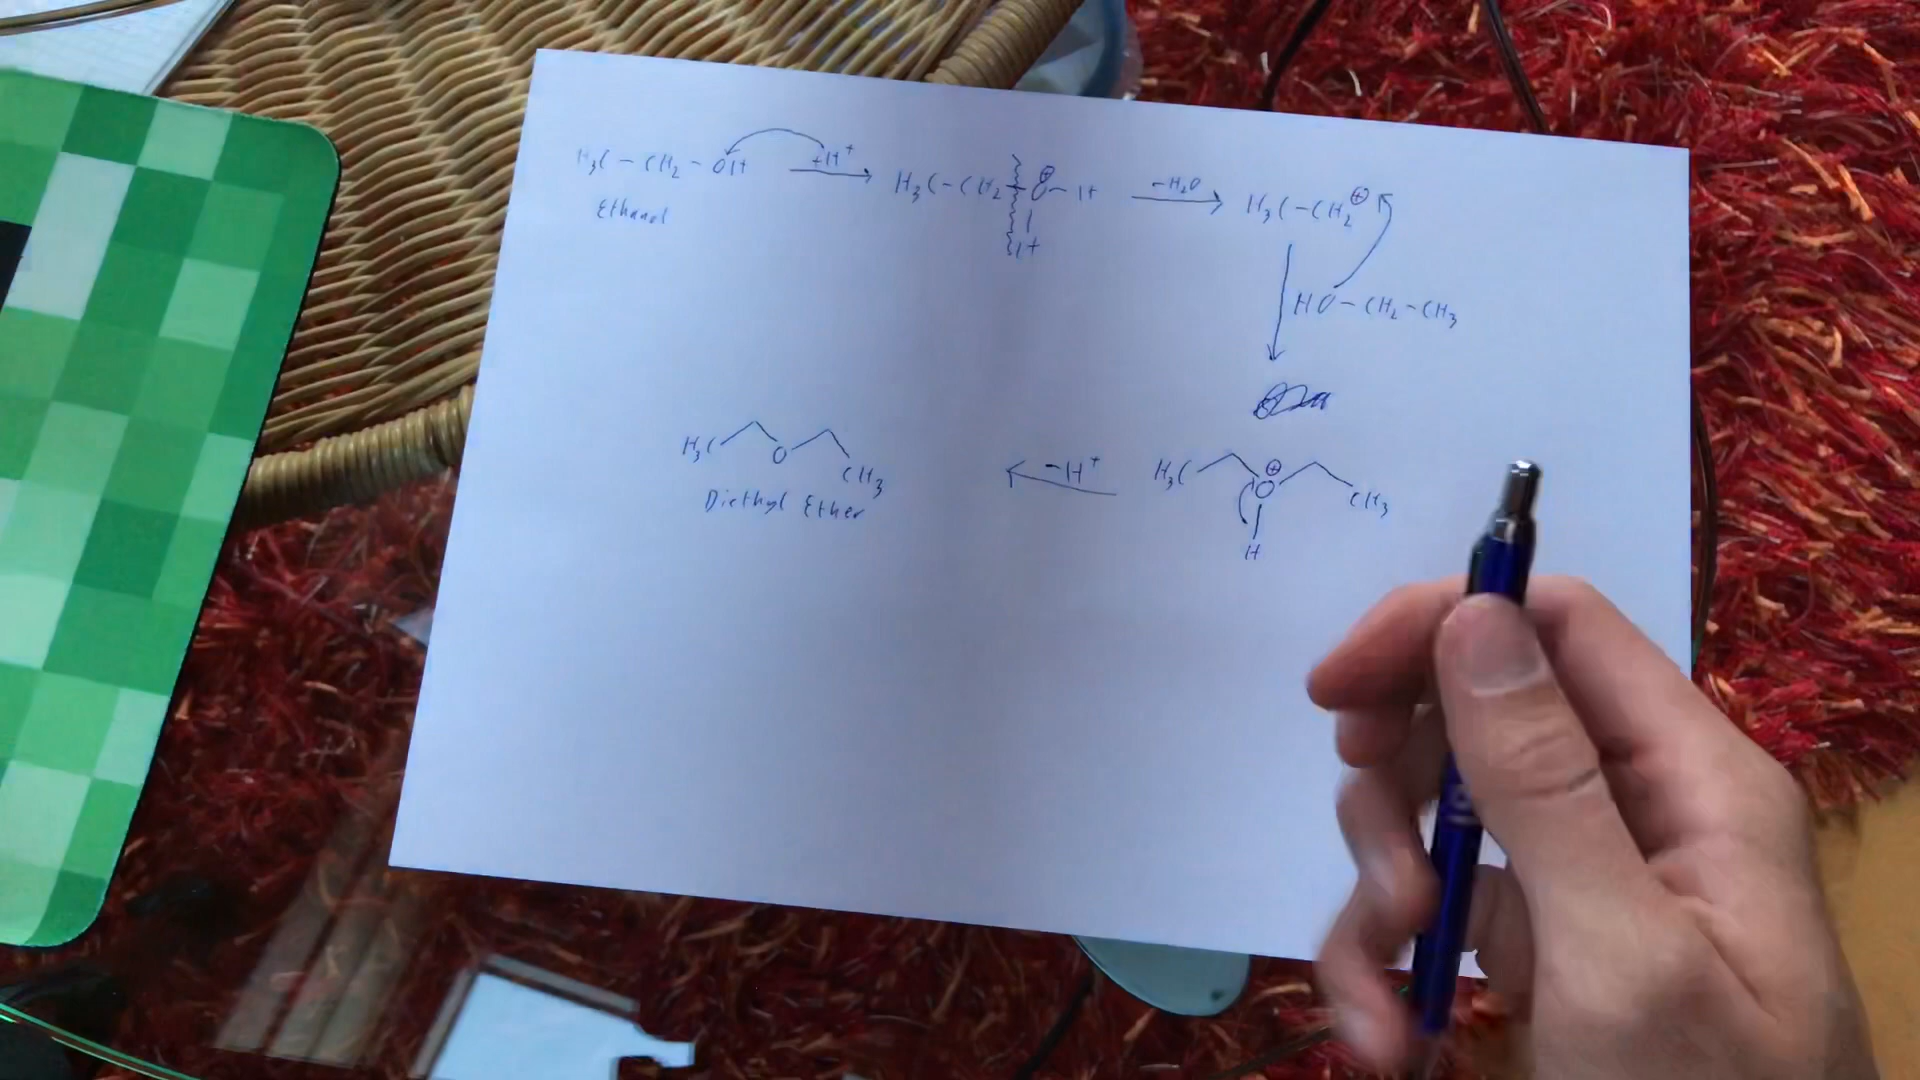 H₃C – CH₂ – OH
+H⁺
H₃C – CH₂ – O⊕ – H
H
– H₂O
H₃C – CH₂⊕
Ethanol
HO – CH₂ – CH₃
H₃C O CH₃
– H⁺
H₃C O⊕ CH₃
H
Diethyl Ether